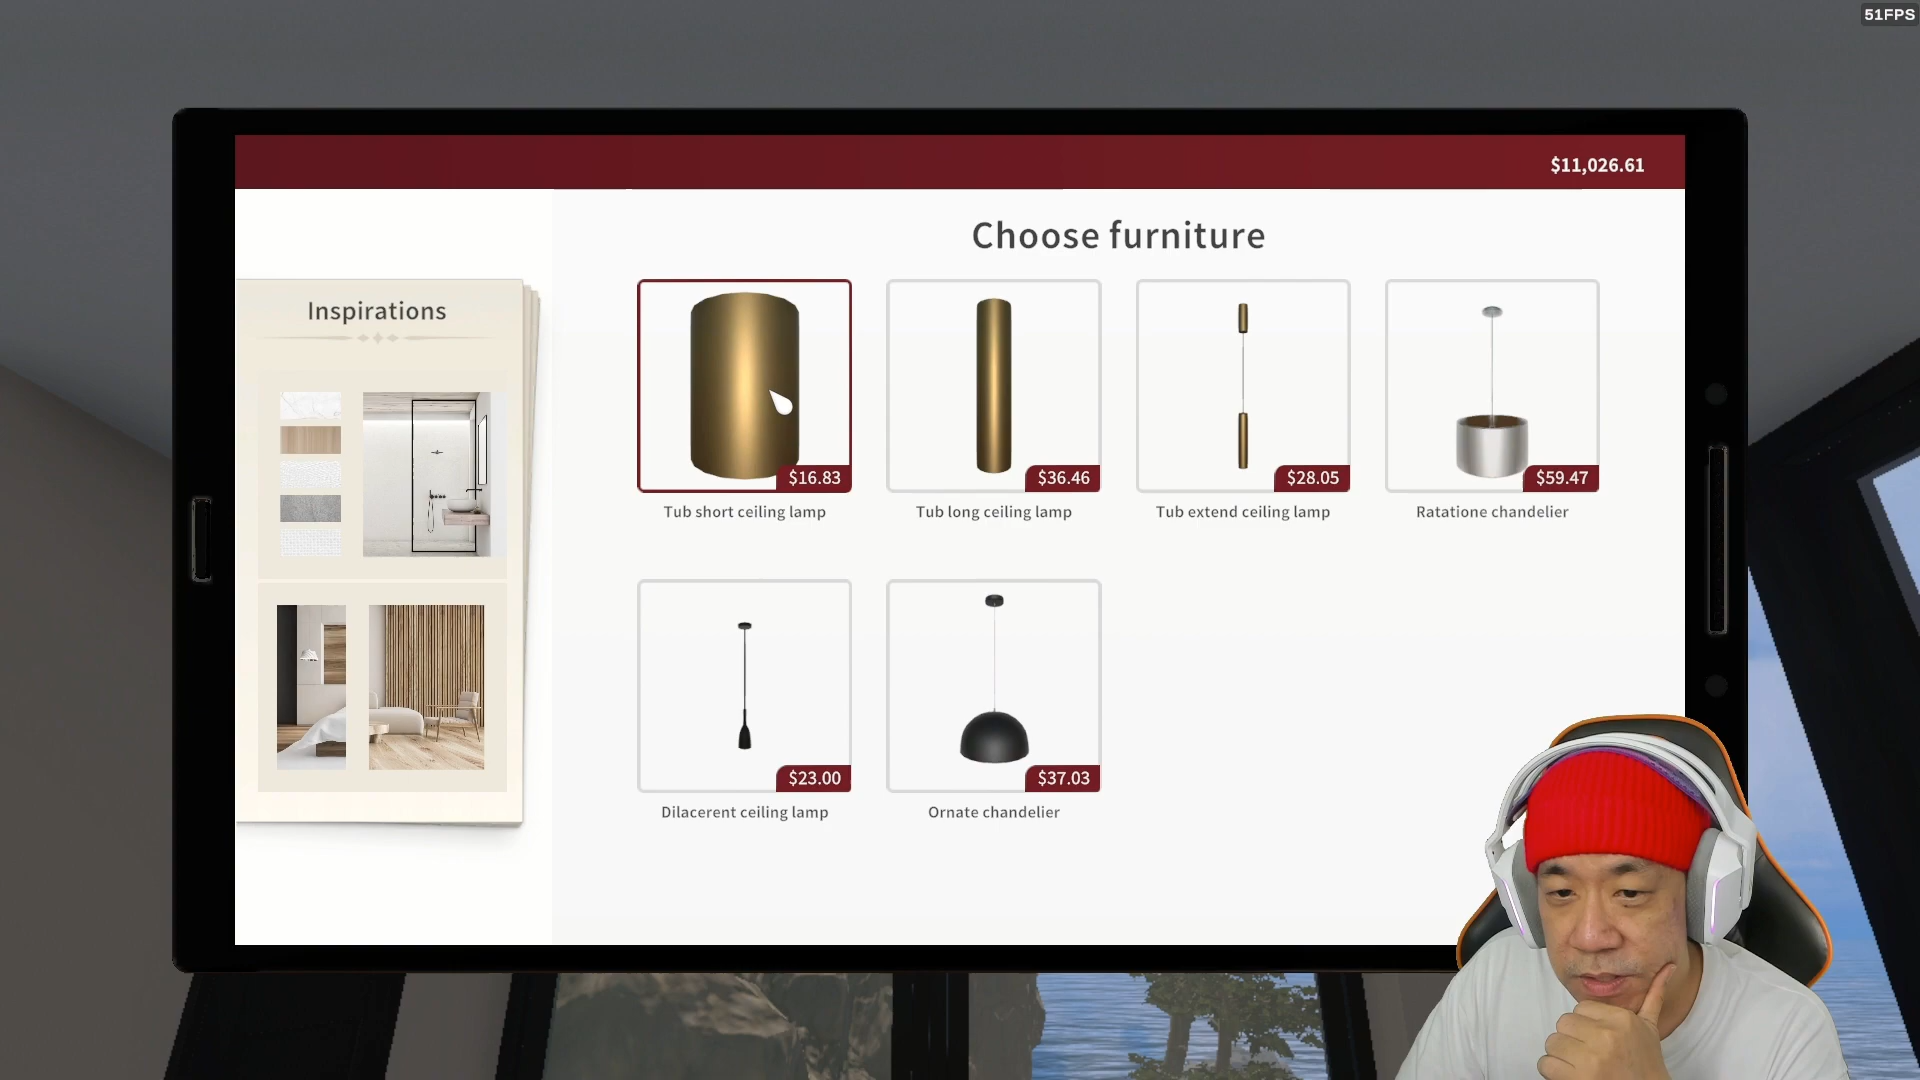 51FPS
$11,026.61
Choose furniture
Inspirations
$16.83
$36.46
$28.05
$59.47
Tub short ceiling lamp
Tub long ceiling lamp
Tub extend ceiling lamp
Ratatione chandelier
$23.00
$37.03
Dilacerent ceiling lamp
Ornate chandelier